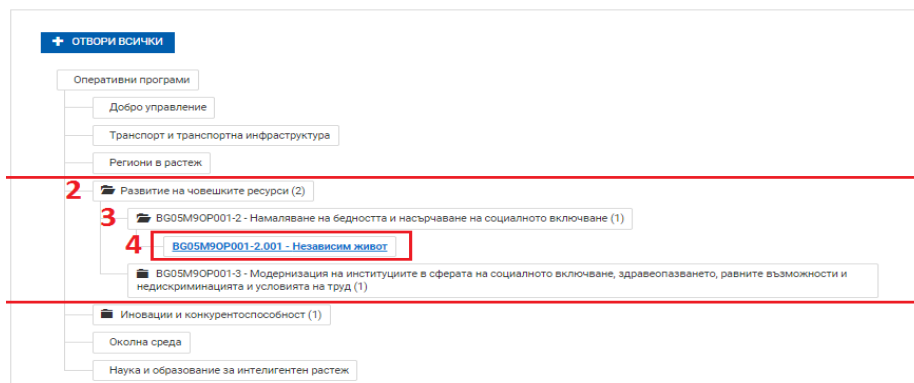 + ОТВОРИ ВСИЧКИ
Оперативни програми
Добро управление
Транспорт и транспортна инфраструктура
Региони в растеж
2 Развитие на човешките ресурси (2)
3 BG05M9OP001-2 - Намаляване на бедността и насърчаване на социалното включване (1)
4 BG05M9OP001-2.001 - Независим живот
BG05M9OP001-3 - Модернизация на институциите в сферата на социалното включване, здравеопазването, равните възможности и
недискриминацията и условията на труд (1)
Иновации и конкурентоспособност (1)
Околна среда
Наука и образование за интелигентен растеж